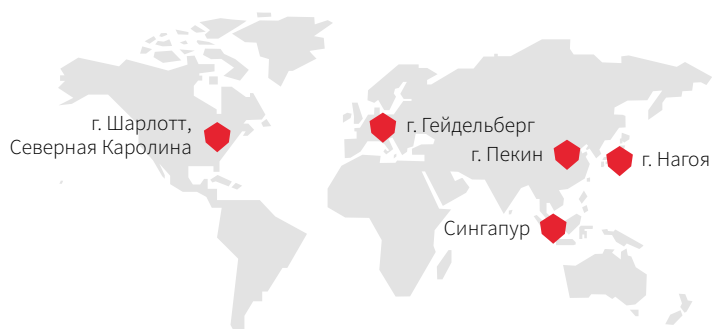 г. Шарлотт,
Северная Каролина
г. Гейдельберг
г. Пекин
г. Нагоя
Сингапур